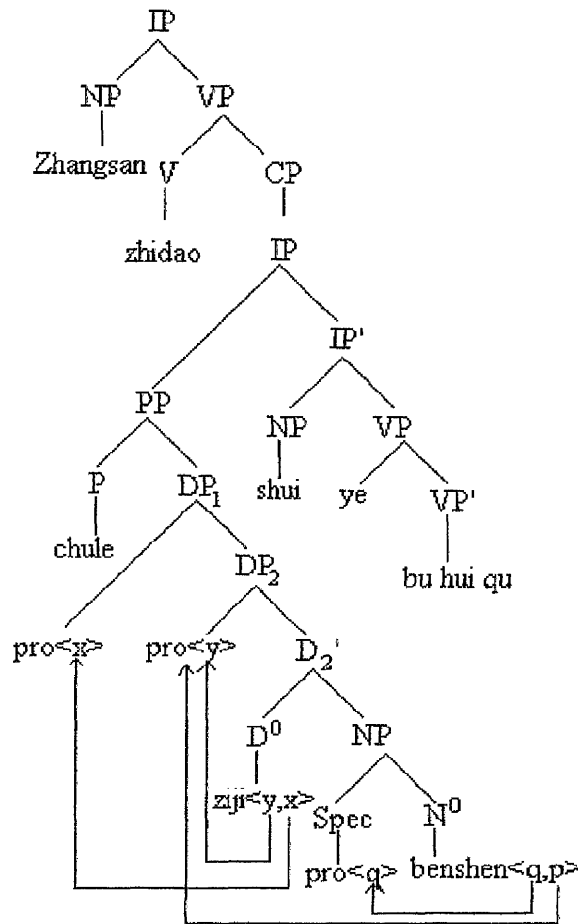 IP
NP VP
Zhangsan V CP
zhidao IP
IP'
PP
NP VP
P DP₁ shui ye VP'
chule
DP₂ bu hui qu
pro<x> pro<y> D₂'
D⁰ NP
ziji<y,x> Spec N⁰
pro<q> benshen<q,p>